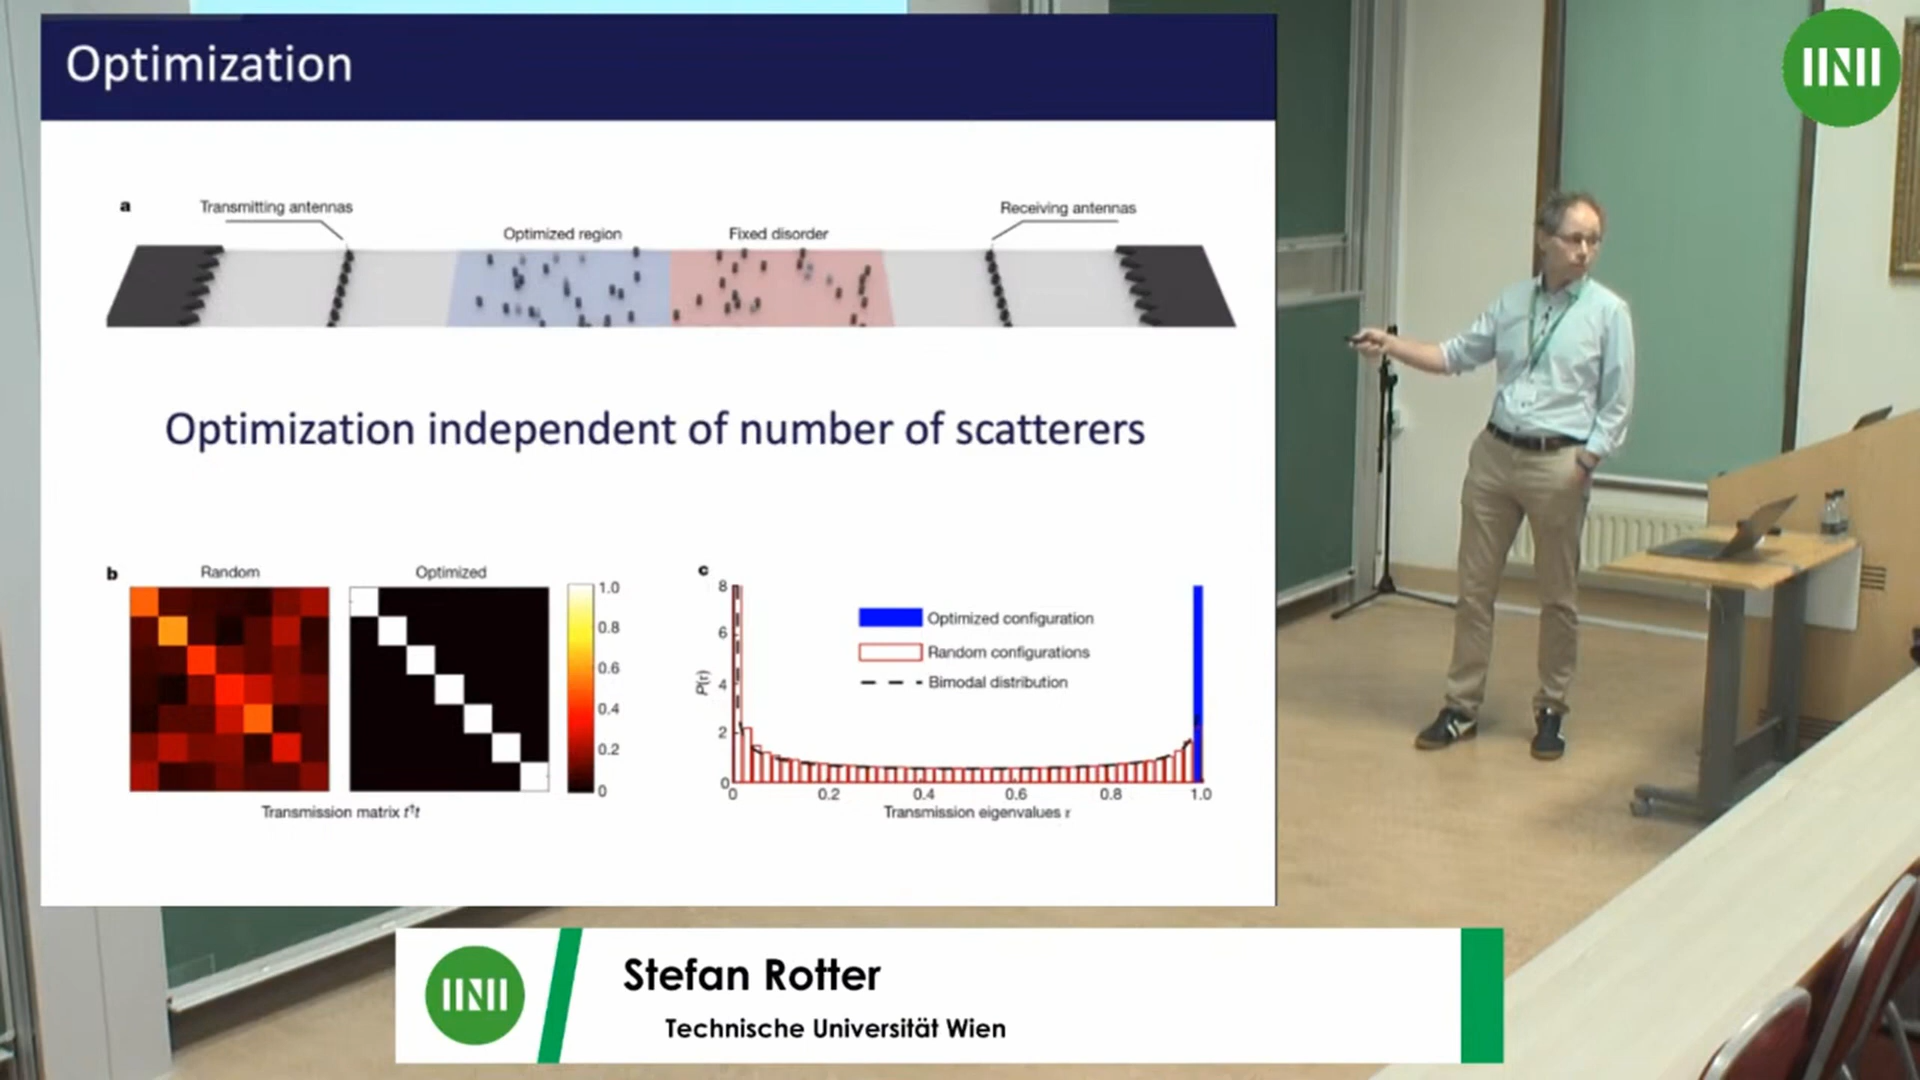 Optimization
a
Transmitting antennas
Receiving antennas
Optimized region
Fixed disorder
Optimization independent of number of scatterers
b
Random
Optimized
1.0
0.8
0.6
0.4
0.2
0
Transmission matrix t†t
c
8
6
4
2
0
P(τ)
Optimized configuration
Random configurations
Bimodal distribution
0
0.2
0.4
0.6
0.8
1.0
Transmission eigenvalues τ
Stefan Rotter
Technische Universität Wien